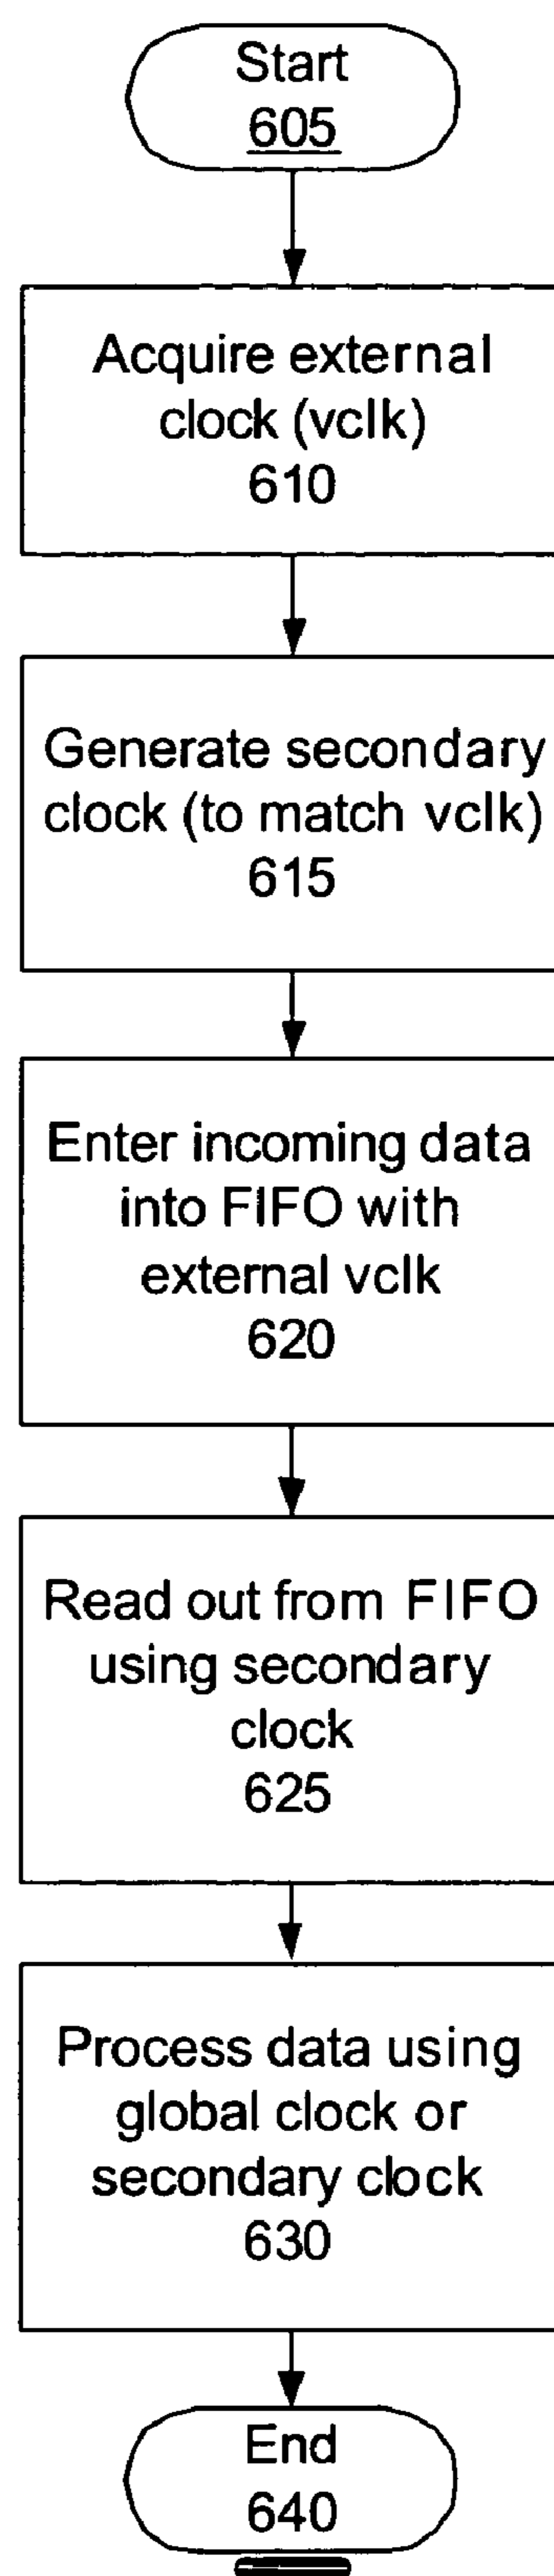 Start
605
Acquire external
clock (vclk)
610
Generate secondary
clock (to match vclk)
615
Enter incoming data
into FIFO with
external vclk
620
Read out from FIFO
using secondary
clock
625
Process data using
global clock or
secondary clock
630
End
640